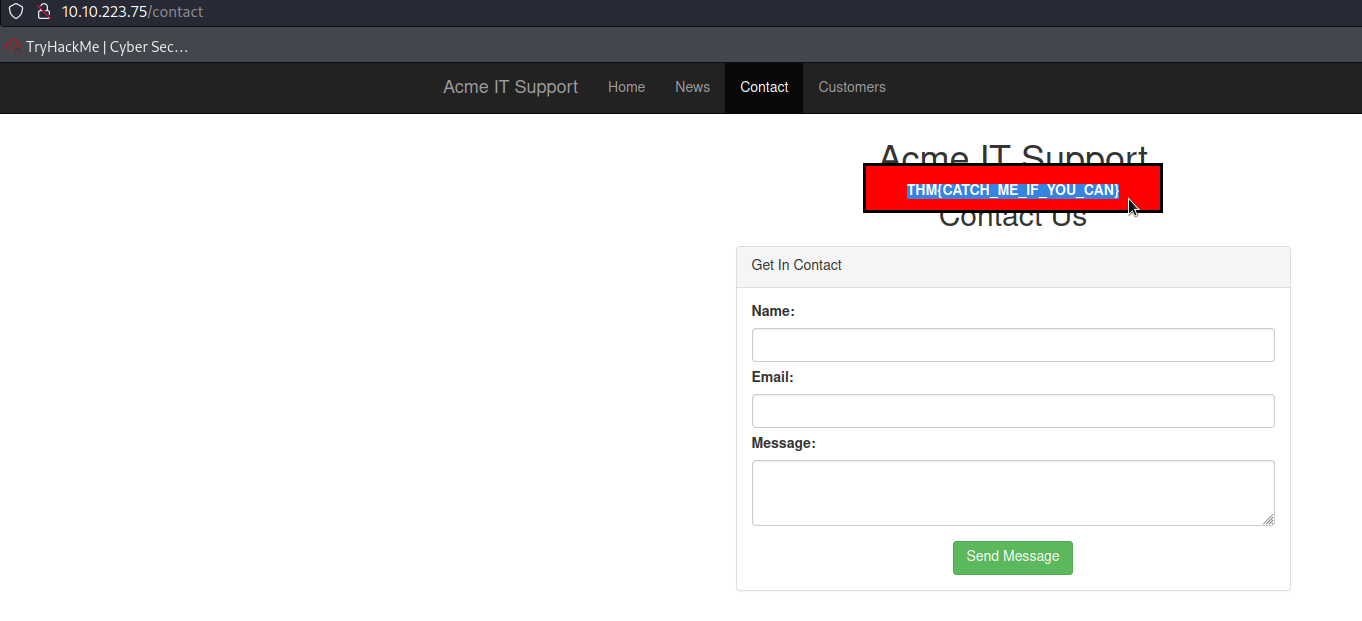 10.10.223.75/contact
TryHackMe | Cyber Sec…
Acme IT Support Home News Contact Customers
Acme IT Support
THM{CATCH_ME_IF_YOU_CAN}
Contact Us
Get In Contact
Name:
Email:
Message:
Send Message